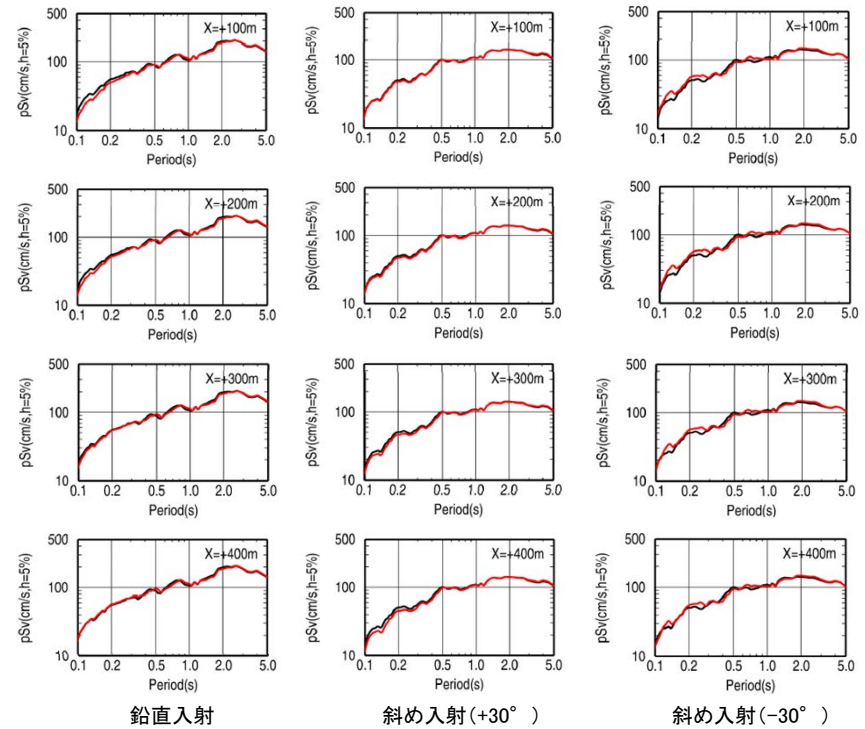 500
X=+100m
pSv(cm/s,h=5%)
100
10
0.1 0.2 0.5 1.0 2.0 5.0
Period(s)
500
X=+100m
pSv(cm/s,h=5%)
100
10
0.1 0.2 0.5 1.0 2.0 5.0
Period(s)
500
X=+100m
pSv(cm/s,h=5%)
100
10
0.1 0.2 0.5 1.0 2.0 5.0
Period(s)
500
X=+200m
pSv(cm/s,h=5%)
100
10
0.1 0.2 0.5 1.0 2.0 5.0
Period(s)
500
X=+200m
pSv(cm/s,h=5%)
100
10
0.1 0.2 0.5 1.0 2.0 5.0
Period(s)
500
X=+200m
pSv(cm/s,h=5%)
100
10
0.1 0.2 0.5 1.0 2.0 5.0
Period(s)
500
X=+300m
pSv(cm/s,h=5%)
100
10
0.1 0.2 0.5 1.0 2.0 5.0
Period(s)
500
X=+300m
pSv(cm/s,h=5%)
100
10
0.1 0.2 0.5 1.0 2.0 5.0
Period(s)
500
X=+300m
pSv(cm/s,h=5%)
100
10
0.1 0.2 0.5 1.0 2.0 5.0
Period(s)
500
X=+400m
pSv(cm/s,h=5%)
100
10
0.1 0.2 0.5 1.0 2.0 5.0
Period(s)
500
X=+400m
pSv(cm/s,h=5%)
100
10
0.1 0.2 0.5 1.0 2.0 5.0
Period(s)
500
X=+400m
pSv(cm/s,h=5%)
100
10
0.1 0.2 0.5 1.0 2.0 5.0
Period(s)
鉛直入射
斜め入射(+30°)
斜め入射(-30°)